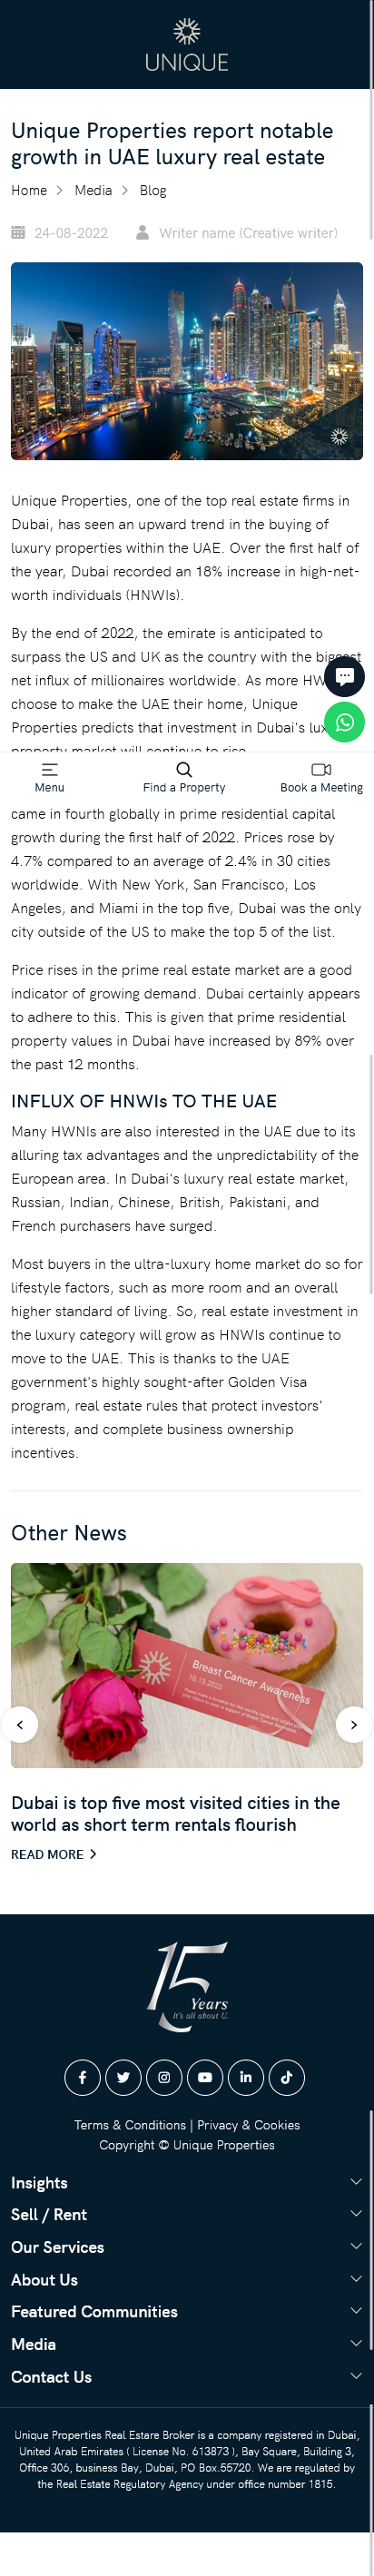 UNIQUE
Unique Properties report notable
growth in UAE luxury real estate
Home
Media
Blog
24-08-2022
Writer name (Creative writer)
Unique Properties, one of the top real estate firms in
Dubai, has seen an upward trend in the buying of
luxury properties within the UAE. Over the first half of
the year, Dubai recorded an 18% increase in high-net-
worth individuals (HNWIs).
By the end of 2022, the emirate is anticipated to
surpass the US and UK as the country with the biggest
net influx of millionaires worldwide. As more
choose to make the UAE their home, Unique
Properties predicts that investment in Dubai's
property market will continue to rise
Menu
Find a Property
Book a Meeting
came in fourth globally in prime residential capital
growth during the first half of 2022. Prices rose by
4.7% compared to an average of 2.4% in 30 cities
worldwide. With New York, San Francisco, Los
Angeles, and Miami in the top five, Dubai was the only
city outside of the US to make the top 5 of the list.
Price rises in the prime real estate market are a good
indicator of growing demand. Dubai certainly appears
to adhere to this. This is given that prime residential
property values in Dubai have increased by 89% over
the past 12 months.
INFLUX OF HNWIs TO THE UAE
Many HWNIs are also interested in the UAE due to its
alluring tax advantages and the unpredictability of the
European area. In Dubai's luxury real estate market,
Russian, Indian, Chinese, British, Pakistani, and
French purchasers have surged.
Most buyers in the ultra-luxury home market do so for
lifestyle factors, such as more room and an overall
higher standard of living. So, real estate investment in
the luxury category will grow as HNWIs continue to
move to the UAE. This is thanks to the UAE
government's highly sought-after Golden Visa
program, real estate rules that protect investors'
interests, and complete business ownership
incentives.
Other News
Breast Cancer Awareness
10.13.2022
Dubai is top five most visited cities in the
world as short term rentals flourish
READ MORE
15 Years
It's all about U.
Terms & Conditions | Privacy & Cookies
Copyright © Unique Properties
Insights
Sell / Rent
Our Services
About Us
Featured Communities
Media
Contact Us
Unique Properties Real Estare Broker is a company registered in Dubai,
United Arab Emirates ( License No. 613873 ), Bay Square, Building 3,
Office 306, business Bay, Dubai, PO Box.55720. We are regulated by
the Real Estate Regulatory Agency under office number 1815.